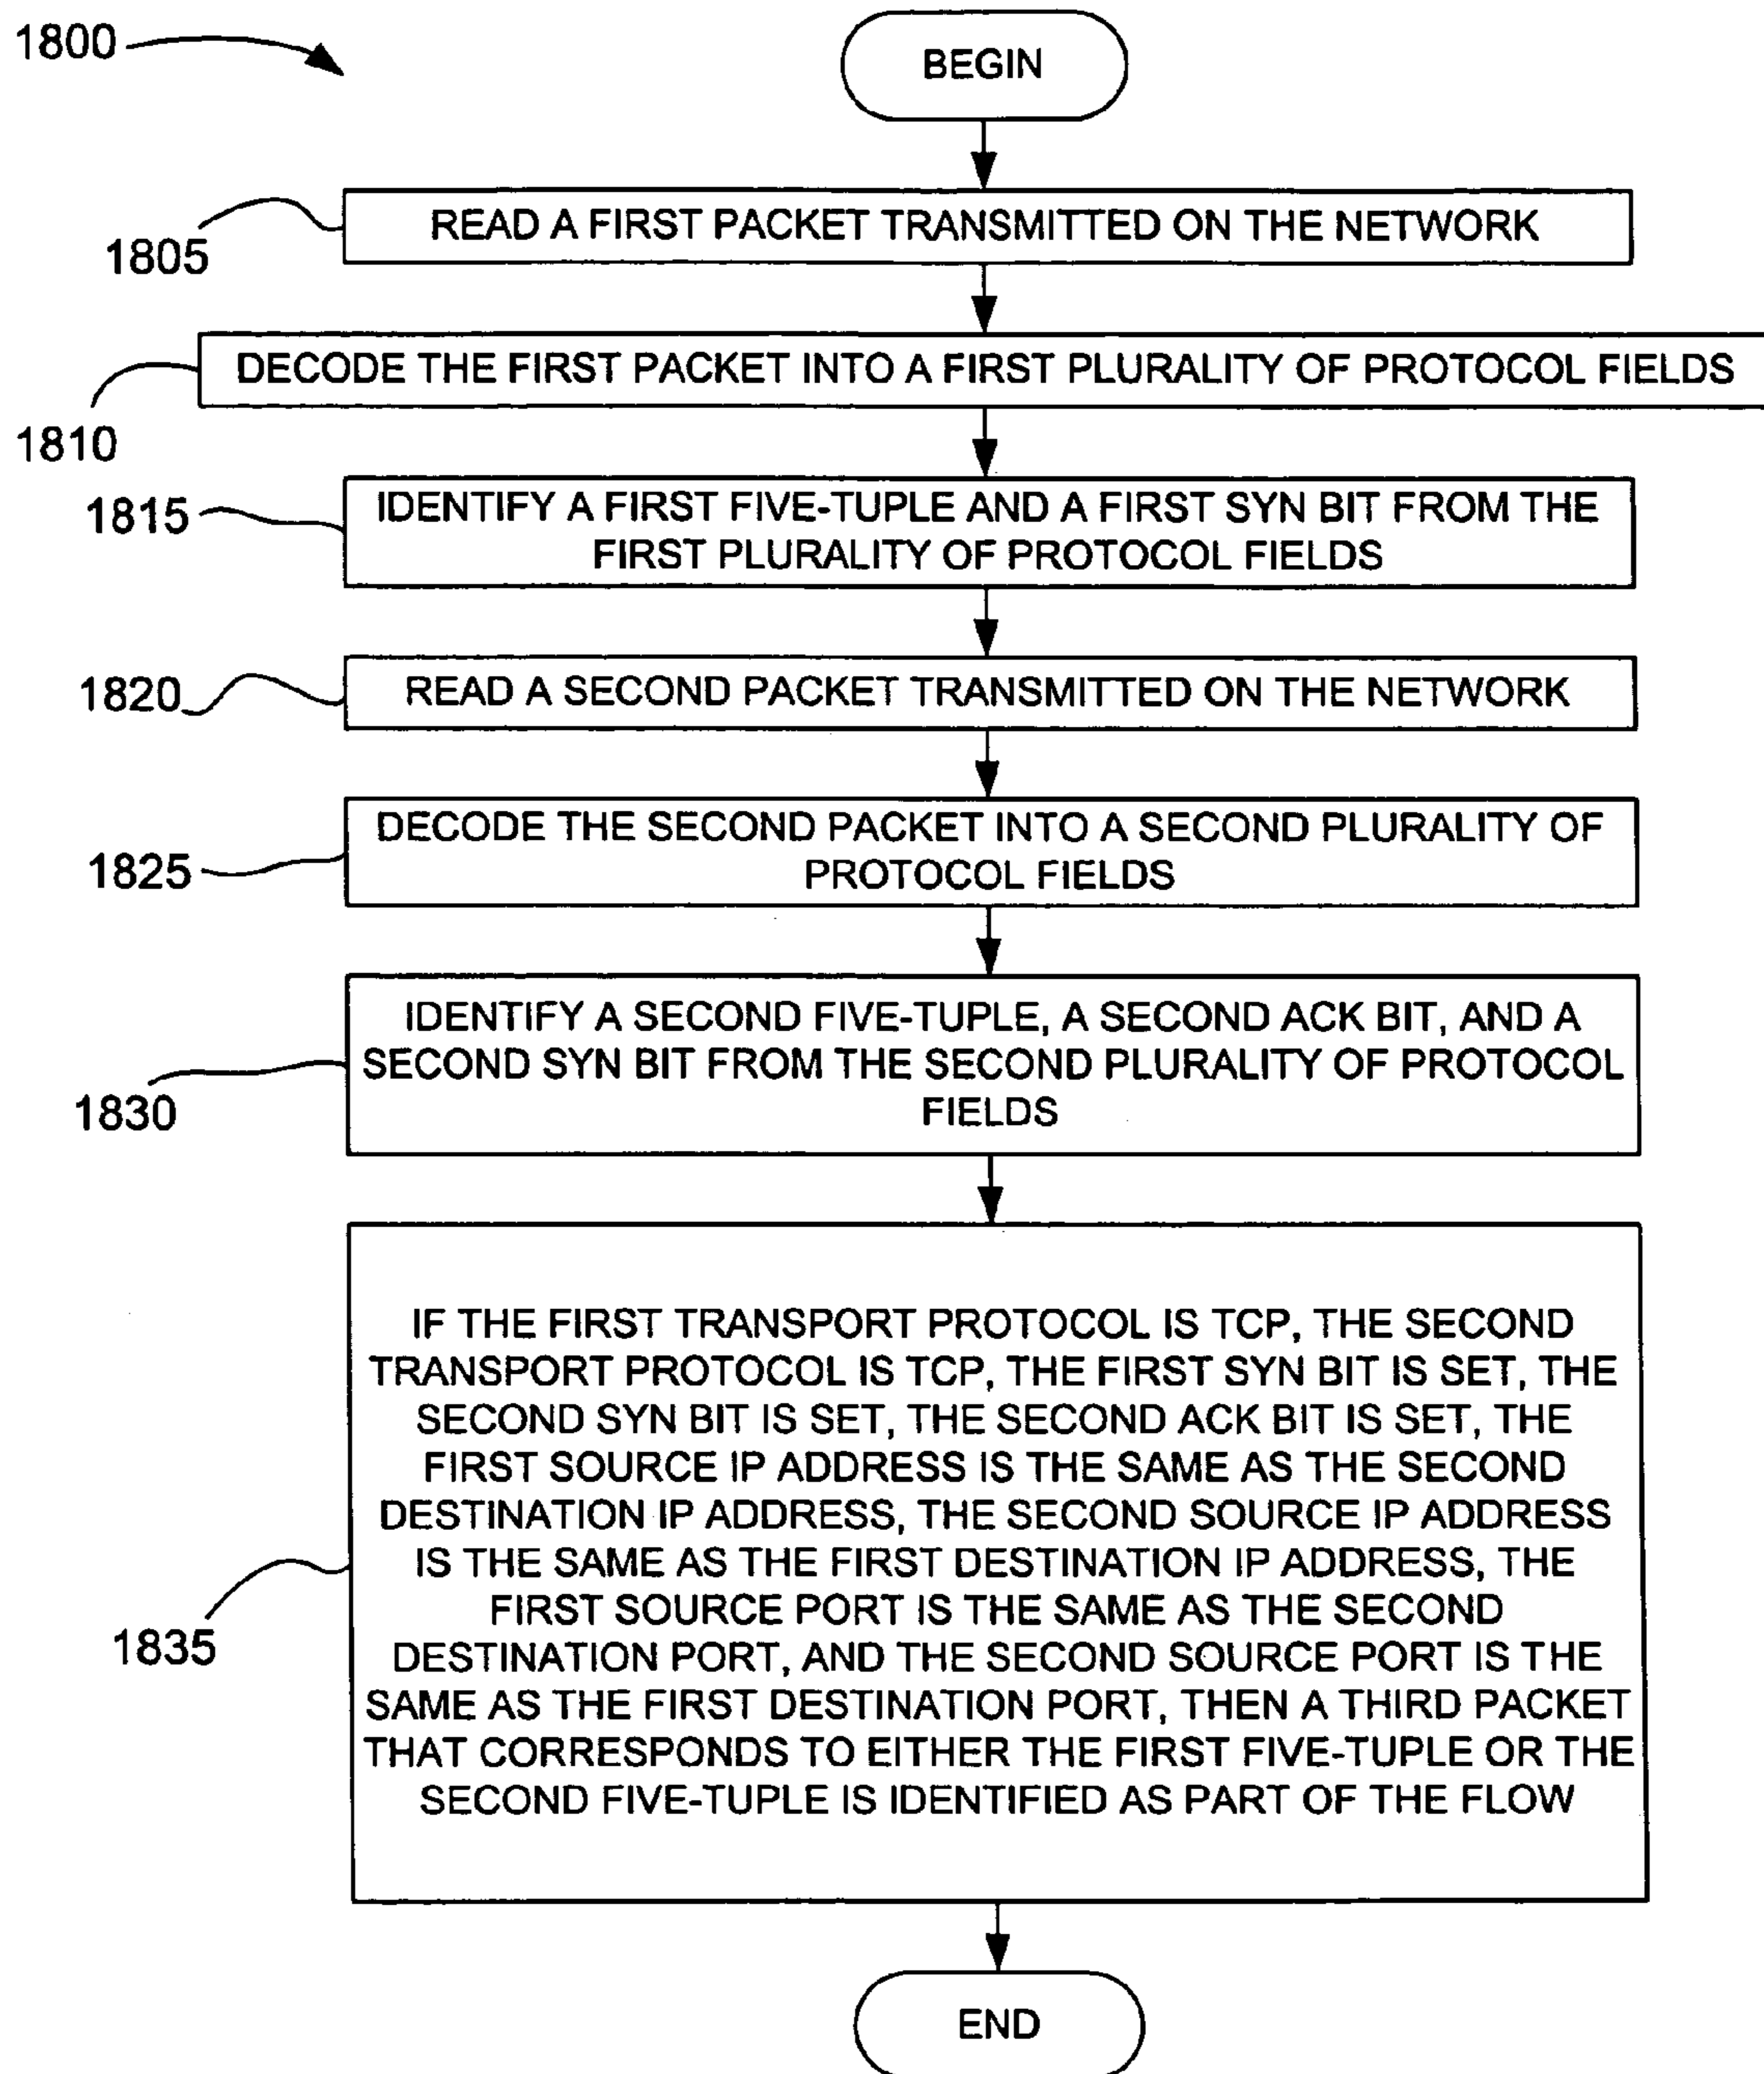 1800
BEGIN
READ A FIRST PACKET TRANSMITTED ON THE NETWORK
1805
DECODE THE FIRST PACKET INTO A FIRST PLURALITY OF PROTOCOL FIELDS
1810
IDENTIFY A FIRST FIVE-TUPLE AND A FIRST SYN BIT FROM THE
FIRST PLURALITY OF PROTOCOL FIELDS
1815
READ A SECOND PACKET TRANSMITTED ON THE NETWORK
1820
DECODE THE SECOND PACKET INTO A SECOND PLURALITY OF
PROTOCOL FIELDS
1825
IDENTIFY A SECOND FIVE-TUPLE, A SECOND ACK BIT, AND A
SECOND SYN BIT FROM THE SECOND PLURALITY OF PROTOCOL
FIELDS
1830
IF THE FIRST TRANSPORT PROTOCOL IS TCP, THE SECOND
TRANSPORT PROTOCOL IS TCP, THE FIRST SYN BIT IS SET, THE
SECOND SYN BIT IS SET, THE SECOND ACK BIT IS SET, THE
FIRST SOURCE IP ADDRESS IS THE SAME AS THE SECOND
DESTINATION IP ADDRESS, THE SECOND SOURCE IP ADDRESS
IS THE SAME AS THE FIRST DESTINATION IP ADDRESS, THE
FIRST SOURCE PORT IS THE SAME AS THE SECOND
DESTINATION PORT, AND THE SECOND SOURCE PORT IS THE
SAME AS THE FIRST DESTINATION PORT, THEN A THIRD PACKET
THAT CORRESPONDS TO EITHER THE FIRST FIVE-TUPLE OR THE
SECOND FIVE-TUPLE IS IDENTIFIED AS PART OF THE FLOW
1835
END